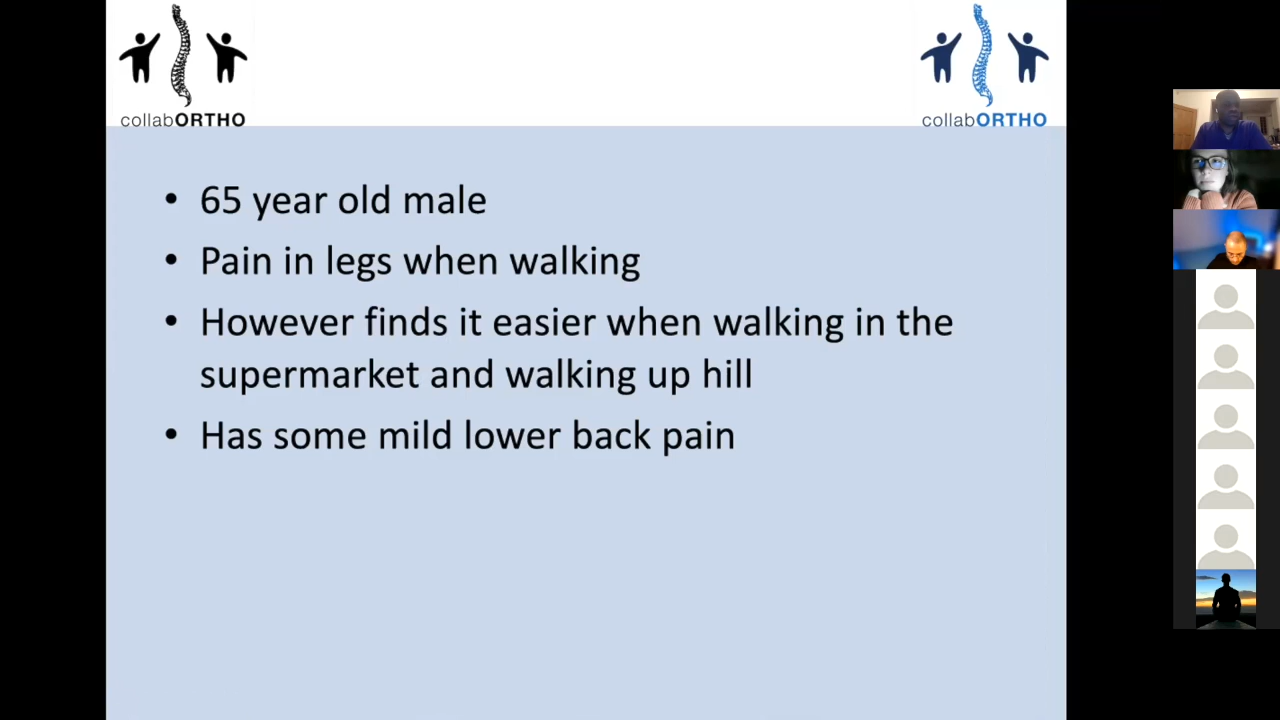 collabORTHO
collabORTHO
• 65 year old male
• Pain in legs when walking
• However finds it easier when walking in the
supermarket and walking up hill
• Has some mild lower back pain